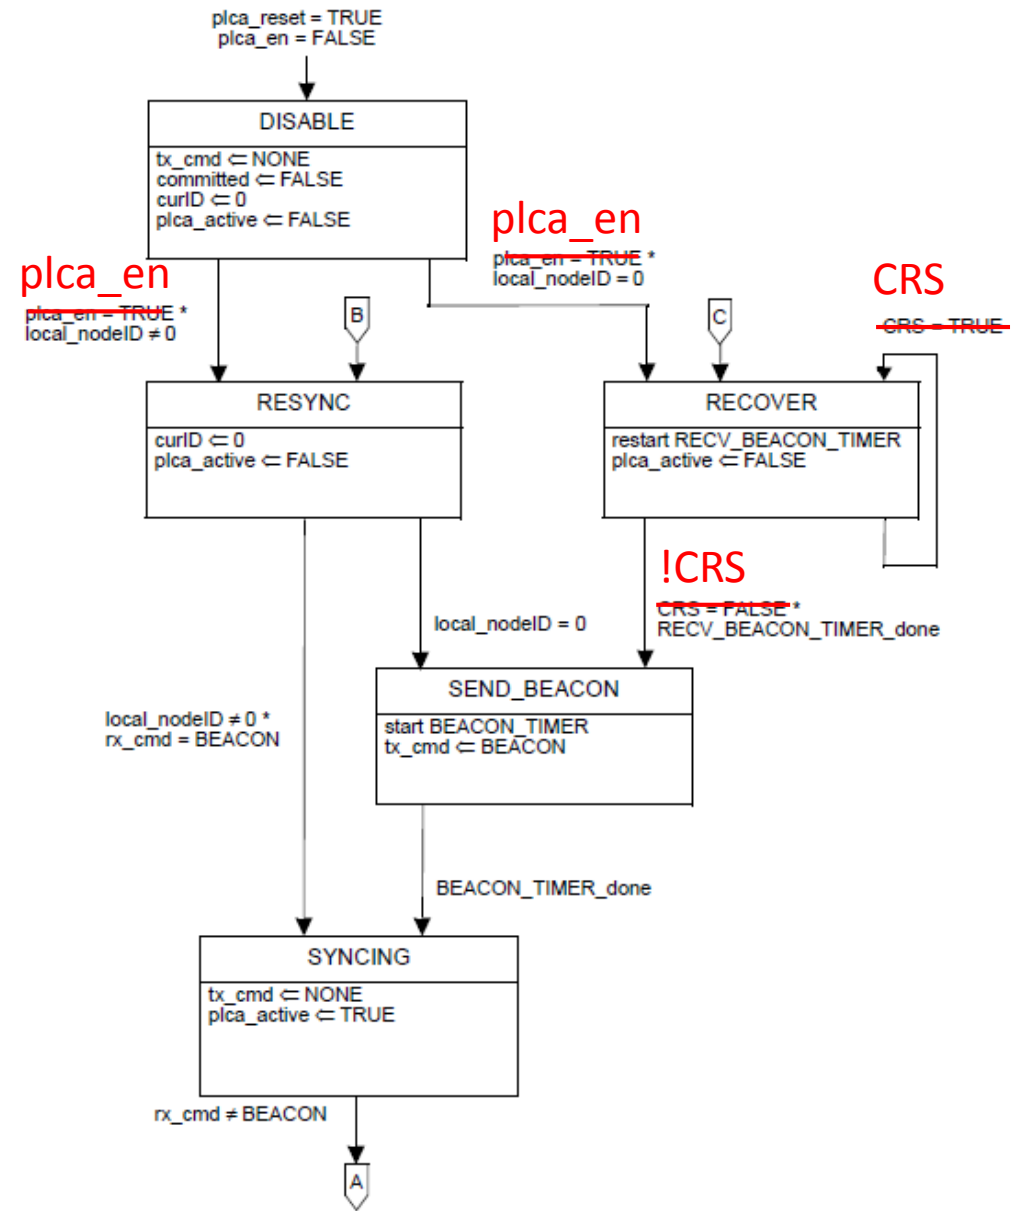 plca_reset = TRUE
plca_en = FALSE
DISABLE
tx_cmd ⇐ NONE
committed ⇐ FALSE
curID ⇐ 0
plca_active ⇐ FALSE
plca_en
plca_en = TRUE *
local_nodeID = 0
plca_en
plca_en = TRUE *
local_nodeID ≠ 0
B
C
CRS
CRS = TRUE
RESYNC
curID ⇐ 0
plca_active ⇐ FALSE
RECOVER
restart RECV_BEACON_TIMER
plca_active ⇐ FALSE
!CRS
CRS = FALSE *
RECV_BEACON_TIMER_done
local_nodeID = 0
SEND_BEACON
start BEACON_TIMER
tx_cmd ⇐ BEACON
local_nodeID ≠ 0 *
rx_cmd = BEACON
BEACON_TIMER_done
SYNCING
tx_cmd ⇐ NONE
plca_active ⇐ TRUE
rx_cmd ≠ BEACON
A